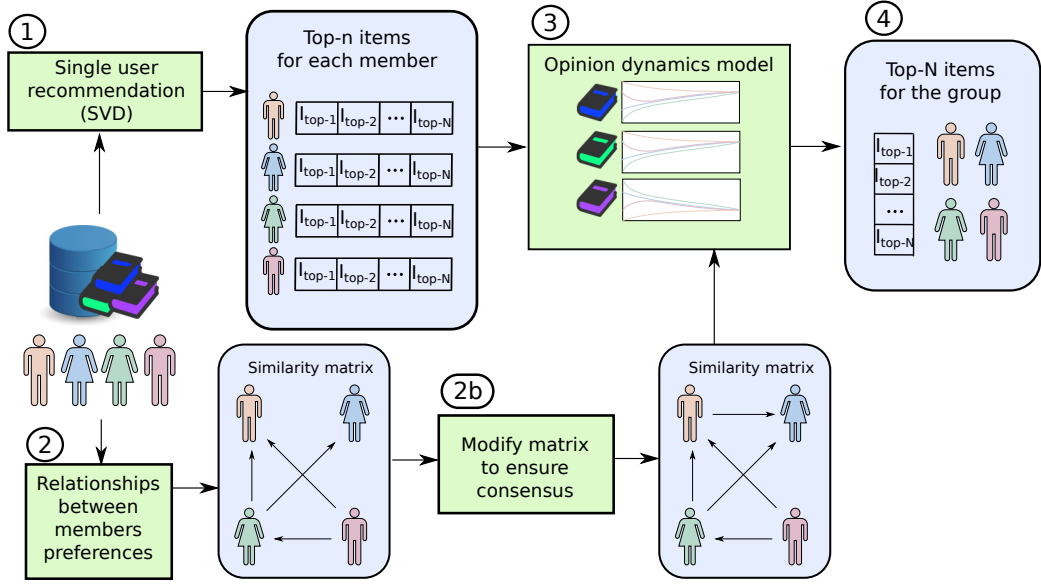 1
Single user
recommendation
(SVD)
Top-n items
for each member
I top-1 I top-2 ... I top-N
I top-1 I top-2 ... I top-N
I top-1 I top-2 ... I top-N
I top-1 I top-2 ... I top-N
3
Opinion dynamics model
4
Top-N items
for the group
I top-1
I top-2
...
I top-N
2
Relationships
between
members
preferences
Similarity matrix
2b
Modify matrix
to ensure
consensus
Similarity matrix